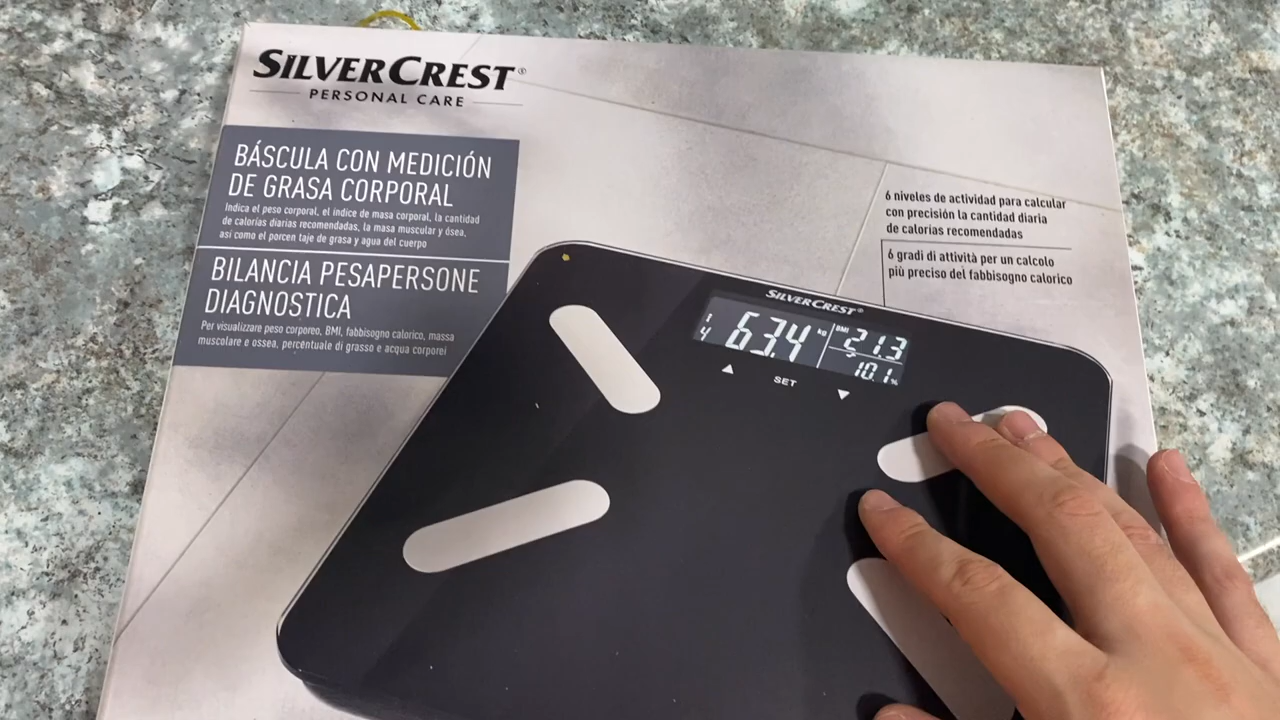 SILVERCREST®
PERSONAL CARE
BÁSCULA CON MEDICIÓN
DE GRASA CORPORAL
Indica el peso corporal, el índice de masa corporal, la cantidad
de calorías diarias recomendadas, la masa muscular y ósea,
así como el porcen taje de grasa y agua del cuerpo
BILANCIA PESAPERSONE
DIAGNOSTICA
Per visualizzare peso corporeo, BMI, fabbisogno calorico, massa
muscolare e ossea, percentuale di grasso e acqua corporei
6 niveles de actividad para calcular
con precisión la cantidad diaria
de calorías recomendadas
6 gradi di attività per un calcolo
più preciso del fabbisogno calorico
SILVERCREST®
1
4
63.4 kg
BMI 21.3
10.1 %
SET